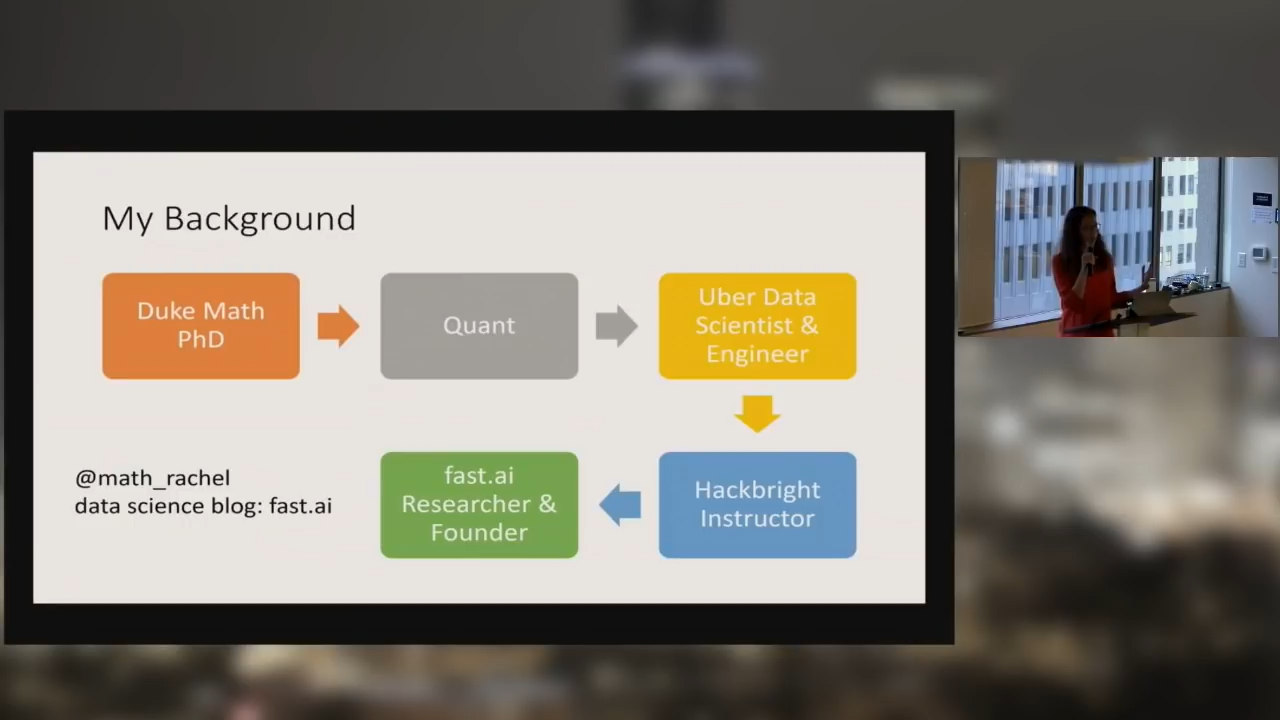 My Background
Duke Math
PhD
Quant
Uber Data
Scientist &
Engineer
Hackbright
Instructor
fast.ai
Researcher &
Founder
@math_rachel
data science blog: fast.ai